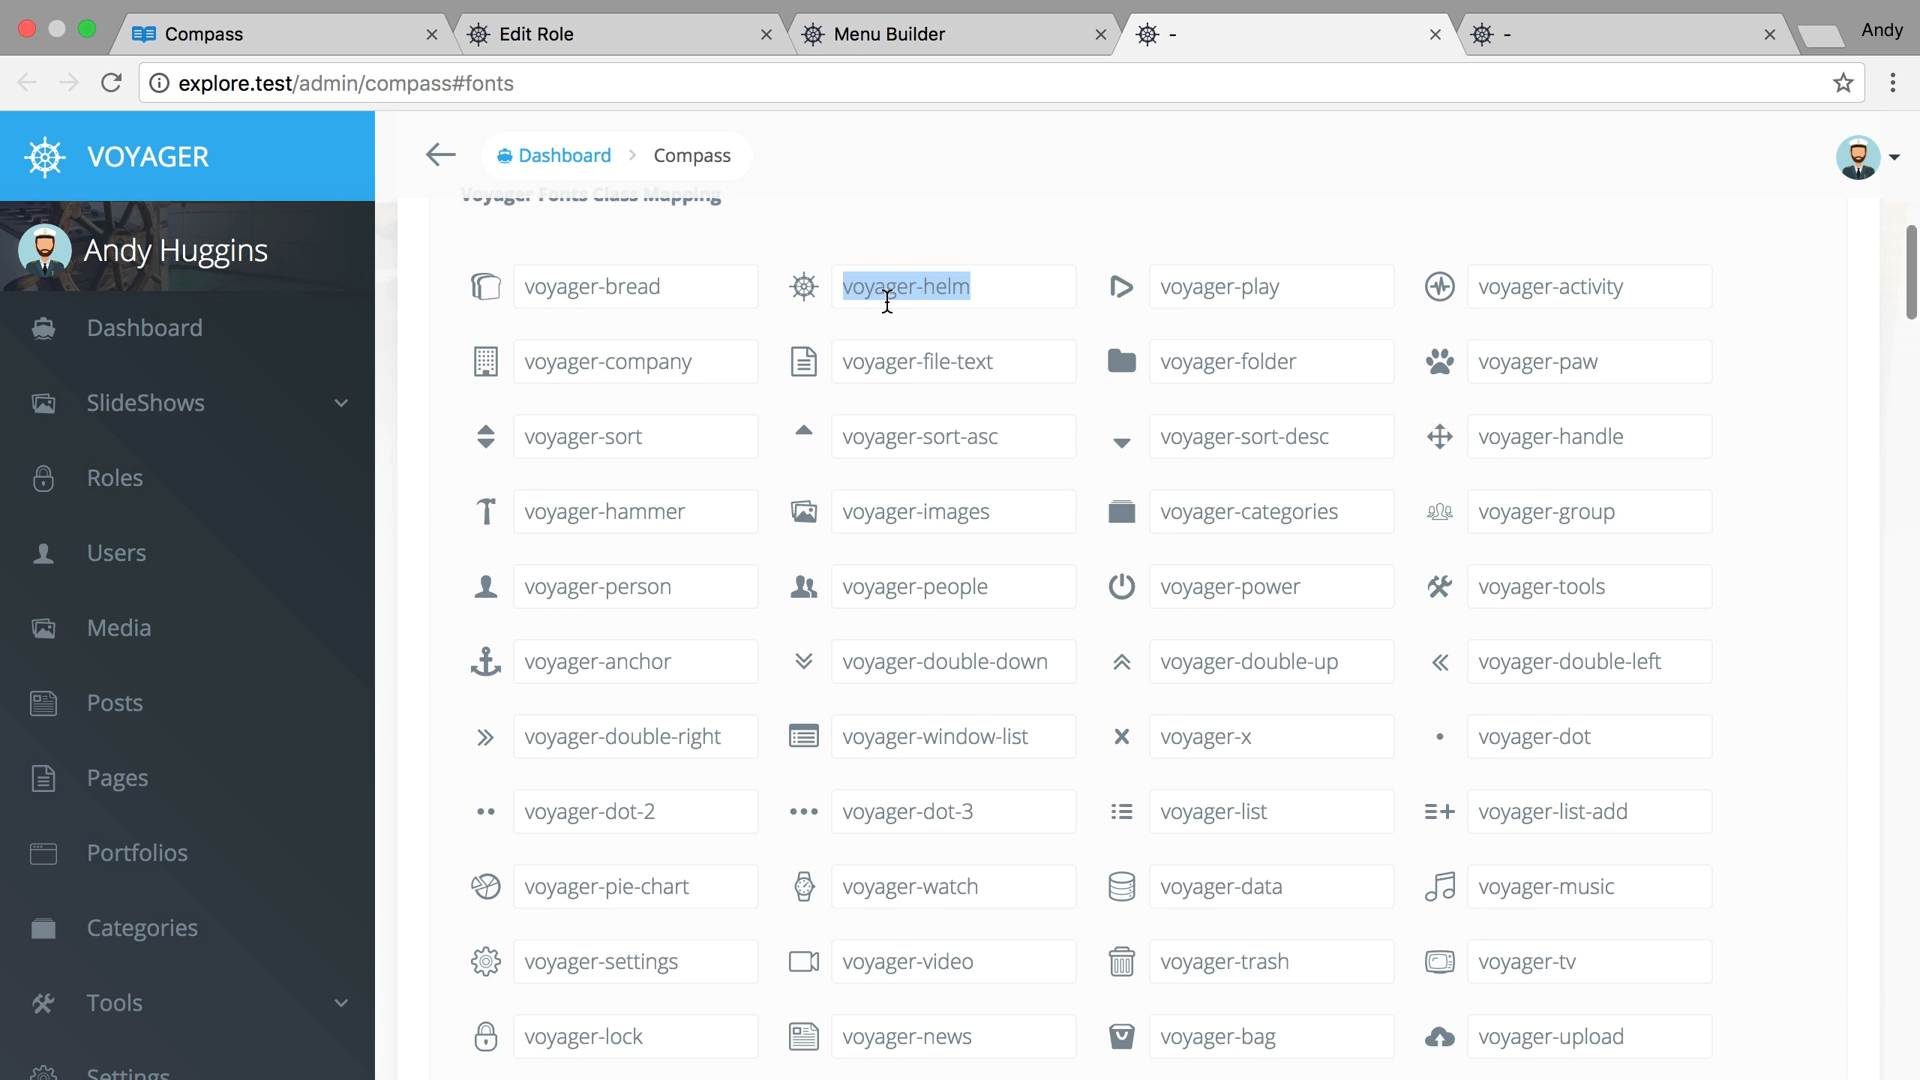 Compass
Edit Role
Menu Builder
-
-
Andy
explore.test/admin/compass#fonts
VOYAGER
Dashboard
Compass
Voyager Fonts Class Mapping
Andy Huggins
voyager-bread
voyager-helm
voyager-play
voyager-activity
Dashboard
voyager-company
voyager-file-text
voyager-folder
voyager-paw
SlideShows
voyager-sort
voyager-sort-asc
voyager-sort-desc
voyager-handle
Roles
voyager-hammer
voyager-images
voyager-categories
voyager-group
Users
voyager-person
voyager-people
voyager-power
voyager-tools
Media
voyager-anchor
voyager-double-down
voyager-double-up
voyager-double-left
Posts
voyager-double-right
voyager-window-list
voyager-x
voyager-dot
Pages
voyager-dot-2
voyager-dot-3
voyager-list
voyager-list-add
Portfolios
voyager-pie-chart
voyager-watch
voyager-data
voyager-music
Categories
voyager-settings
voyager-video
voyager-trash
voyager-tv
Tools
voyager-lock
voyager-news
voyager-bag
voyager-upload
Settings